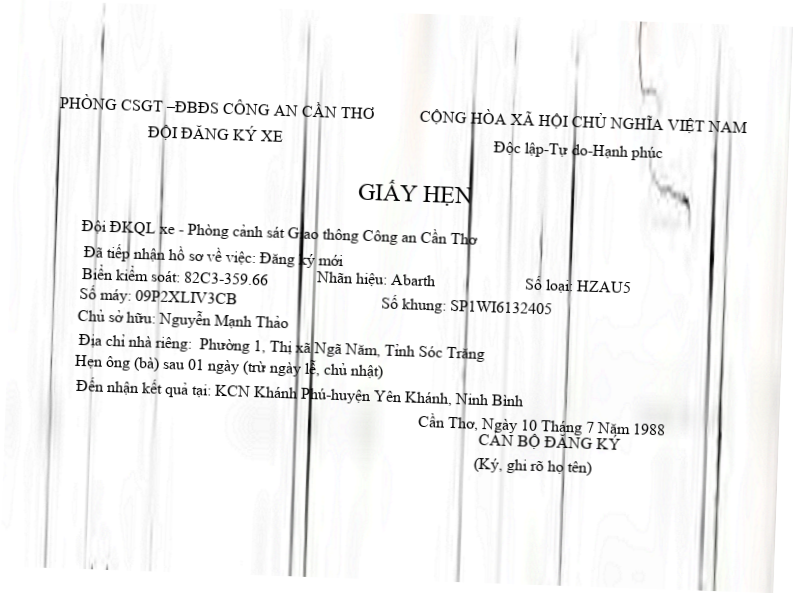 PHÒNG CSGT –ĐBĐS CÔNG AN CẦN THƠ
ĐỘI ĐĂNG KÝ XE
CỘNG HÒA XÃ HỘI CHỦ NGHĨA VIỆT NAM
Độc lập-Tự do-Hạnh phúc
GIẤY HẸN
Đội ĐKQL xe - Phòng cảnh sát Giao thông Công an Cần Thơ
Đã tiếp nhận hồ sơ về việc: Đăng ký mới
Biển kiểm soát: 82C3-359.66 Nhãn hiệu: Abarth Số loại: HZAU5
Số máy: 09P2XLIV3CB Số khung: SP1WI6132405
Chủ sở hữu: Nguyễn Mạnh Thảo
Địa chỉ nhà riêng: Phường 1, Thị xã Ngã Năm, Tỉnh Sóc Trăng
Hẹn ông (bà) sau 01 ngày (trừ ngày lễ, chủ nhật)
Đến nhận kết quả tại: KCN Khánh Phú-huyện Yên Khánh, Ninh Bình
Cần Thơ, Ngày 10 Tháng 7 Năm 1988
CÁN BỘ ĐĂNG KÝ
(Ký, ghi rõ họ tên)